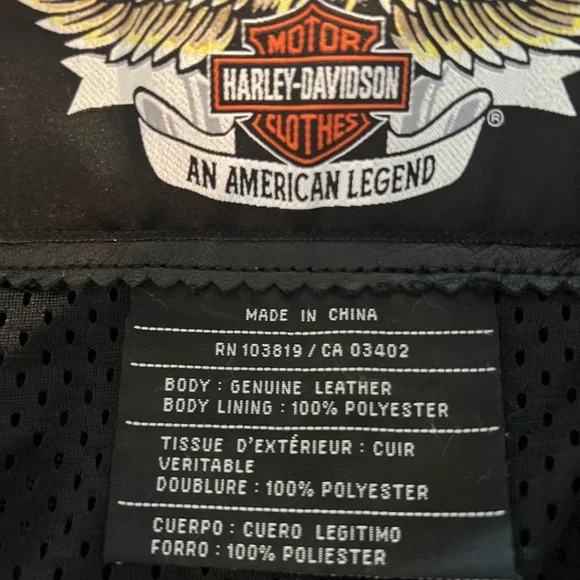 MOTOR
HARLEY-DAVIDSON
CLOTHES
®
AN AMERICAN LEGEND
MADE IN CHINA
RN 103819 / CA 03402
BODY : GENUINE LEATHER
BODY LINING : 100% POLYESTER
TISSUE D'EXTÉRIEUR : CUIR
VERITABLE
DOUBLURE : 100% POLYESTER
CUERPO : CUERO LEGITIMO
FORRO : 100% POLIESTER